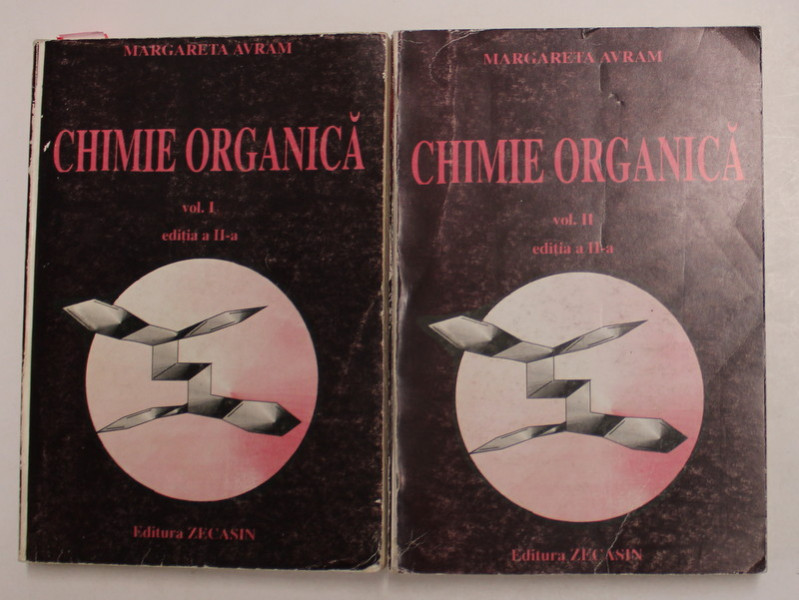 MARGARETA AVRAM
CHIMIE ORGANICĂ
vol. I
ediția a II-a
Editura ZECASIN
MARGARETA AVRAM
CHIMIE ORGANICĂ
vol. II
ediția a II-a
Editura ZECASIN